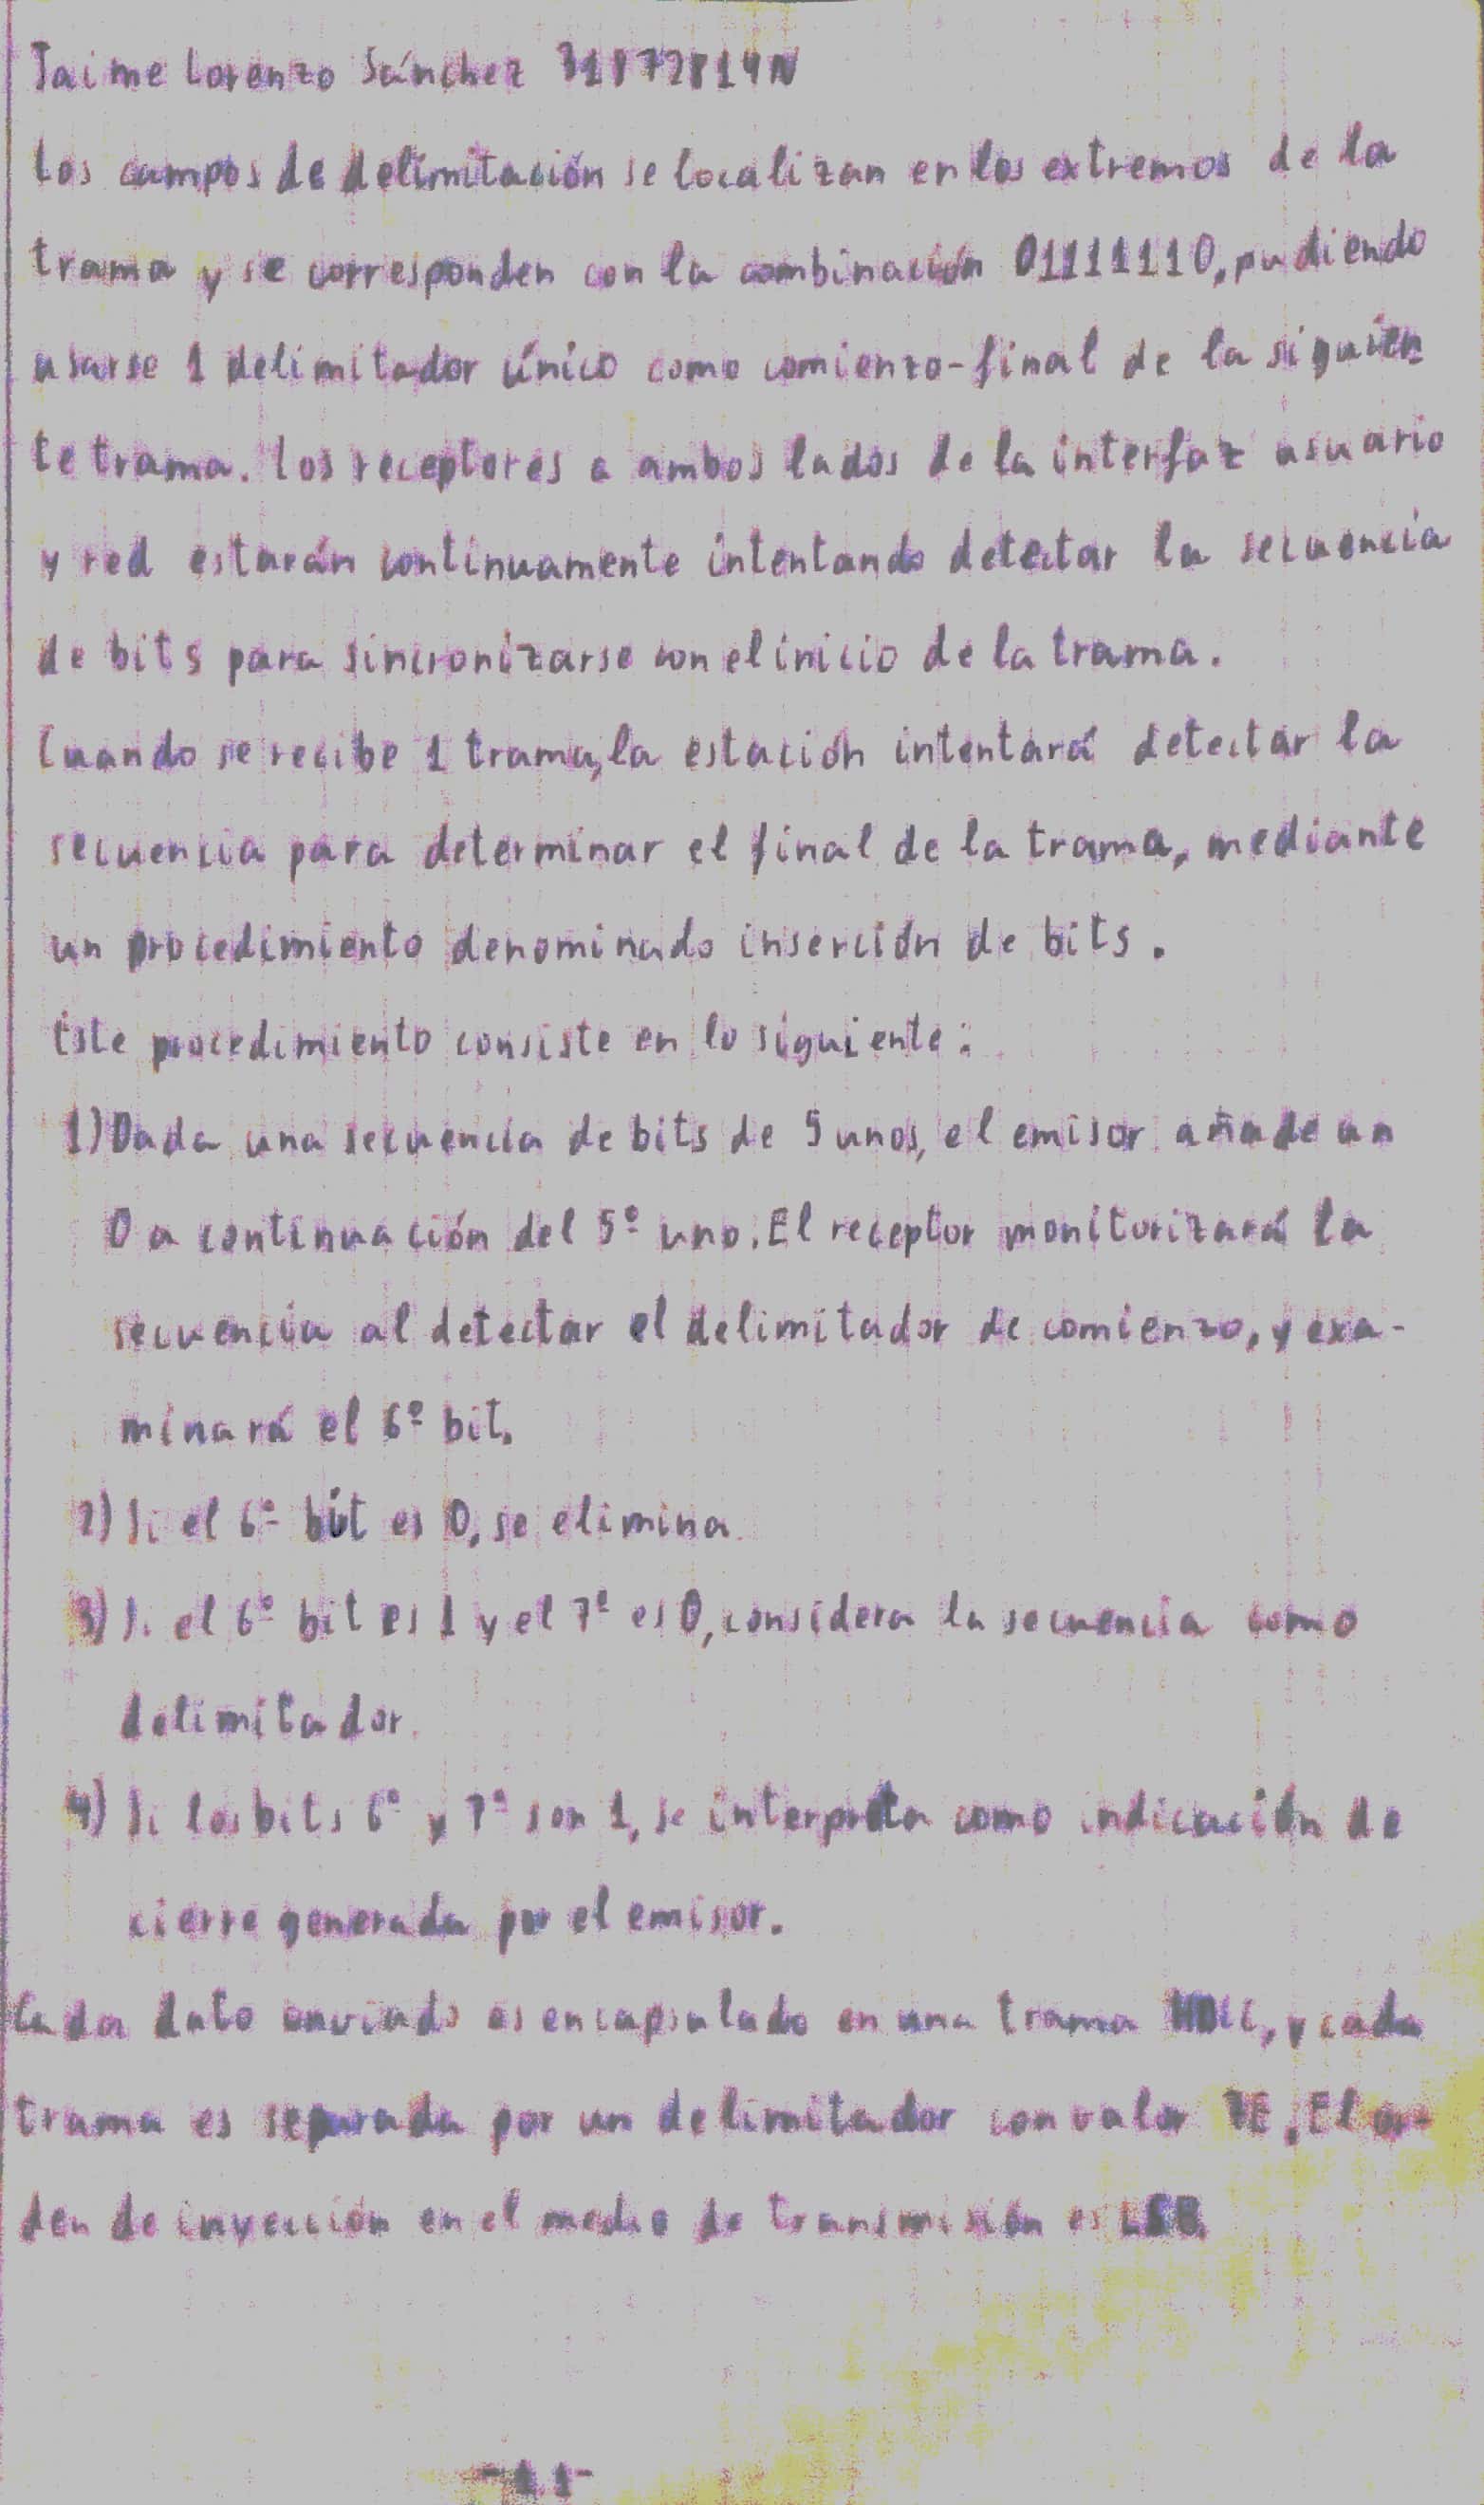 Jaime Lorenzo Sánchez 31872814N
Los campos de delimitación se localizan en los extremos de la
trama y se corresponden con la combinación 01111110, pudiendo
usarse 1 delimitador único como comienzo-final de la siguien
te trama. Los receptores a ambos lados de la interfaz usuario
y red estarán continuamente intentando detectar la secuencia
de bits para sincronizarse con el inicio de la trama.
Cuando se recibe 1 trama, la estación intentará detectar la
secuencia para determinar el final de la trama, mediante
un procedimiento denominado inserción de bits.
Este procedimiento consiste en lo siguiente:
1) Dada una secuencia de bits de 5 unos, el emisor añade un
0 a continuación del 5º uno. El receptor monitorizará la
secuencia al detectar el delimitador de comienzo, y exa-
minará el 6º bit.
2) Si el 6º bit es 0, se elimina.
3) Si el 6º bit es 1 y el 7º es 0, considera la secuencia como
delimitador.
4) Si los bits 6º y 7º son 1, se interpreta como indicación de
cierre generada por el emisor.
Cada dato enviado es encapsulado en una trama HDLC, y cada
trama es separada por un delimitador con valor 7E. El or-
den de inyección en el medio de transmisión es LSB.
-11-